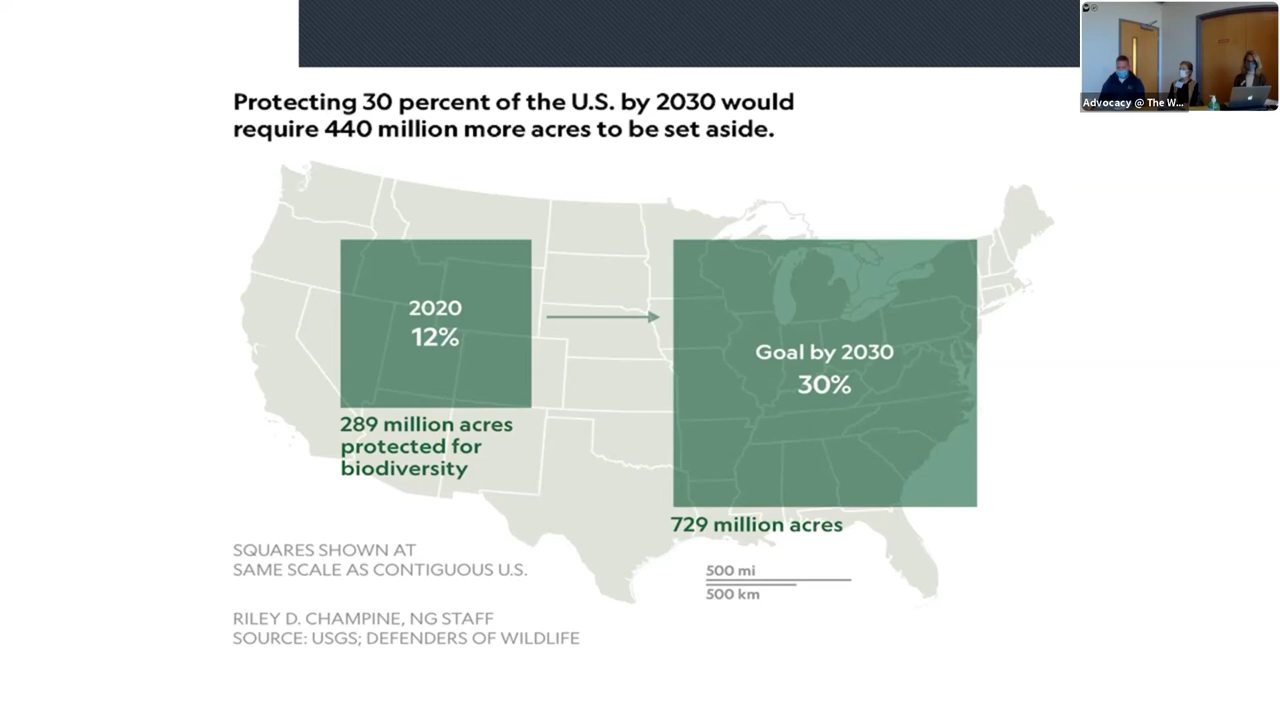 Protecting 30 percent of the U.S. by 2030 would
require 440 million more acres to be set aside.
Advocacy @ The W...
2020
12%
289 million acres
protected for
biodiversity
Goal by 2030
30%
729 million acres
500 mi
500 km
SQUARES SHOWN AT
SAME SCALE AS CONTIGUOUS U.S.
RILEY D. CHAMPINE, NG STAFF
SOURCE: USGS; DEFENDERS OF WILDLIFE